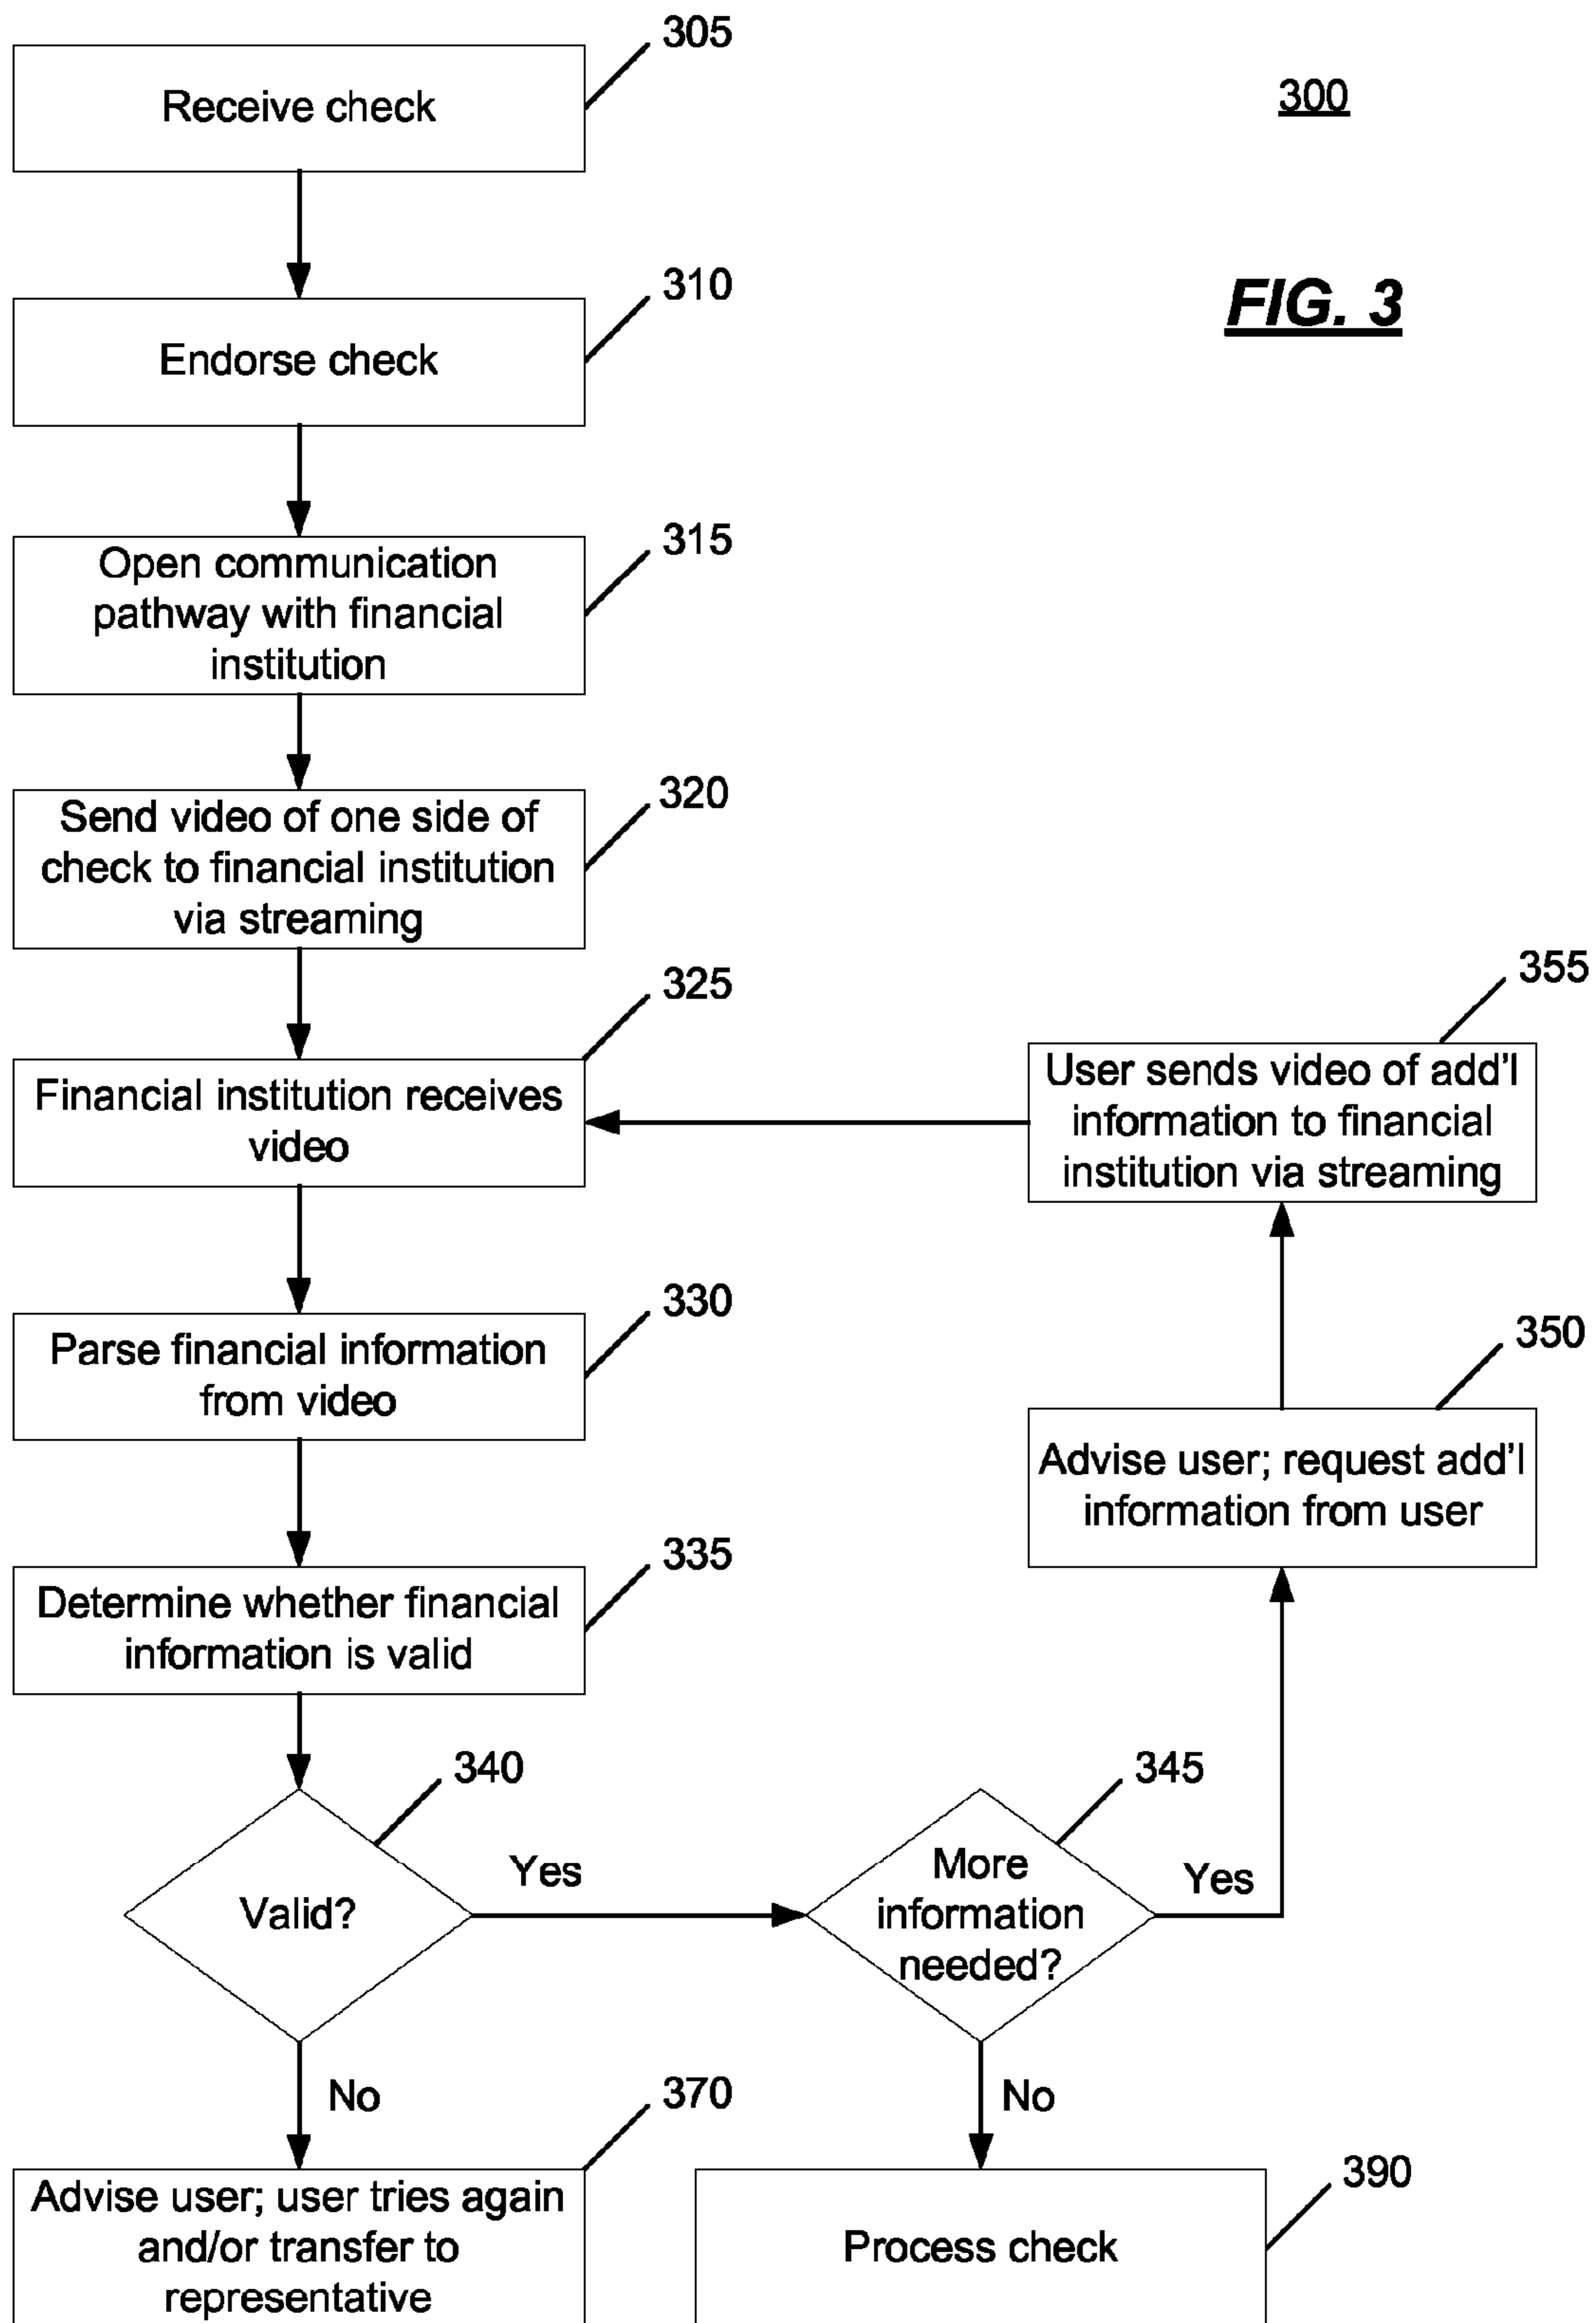 305
Receive check
300
310
Endorse check
FIG. 3
315
Open communication
pathway with financial
institution
320
Send video of one side of
check to financial institution
via streaming
325
Financial institution receives
video
355
User sends video of add'l
information to financial
institution via streaming
330
Parse financial information
from video
350
Advise user; request add'l
information from user
335
Determine whether financial
information is valid
340
Valid?
Yes
345
More
information
needed?
Yes
No
No
370
Advise user; user tries again
and/or transfer to
representative
390
Process check